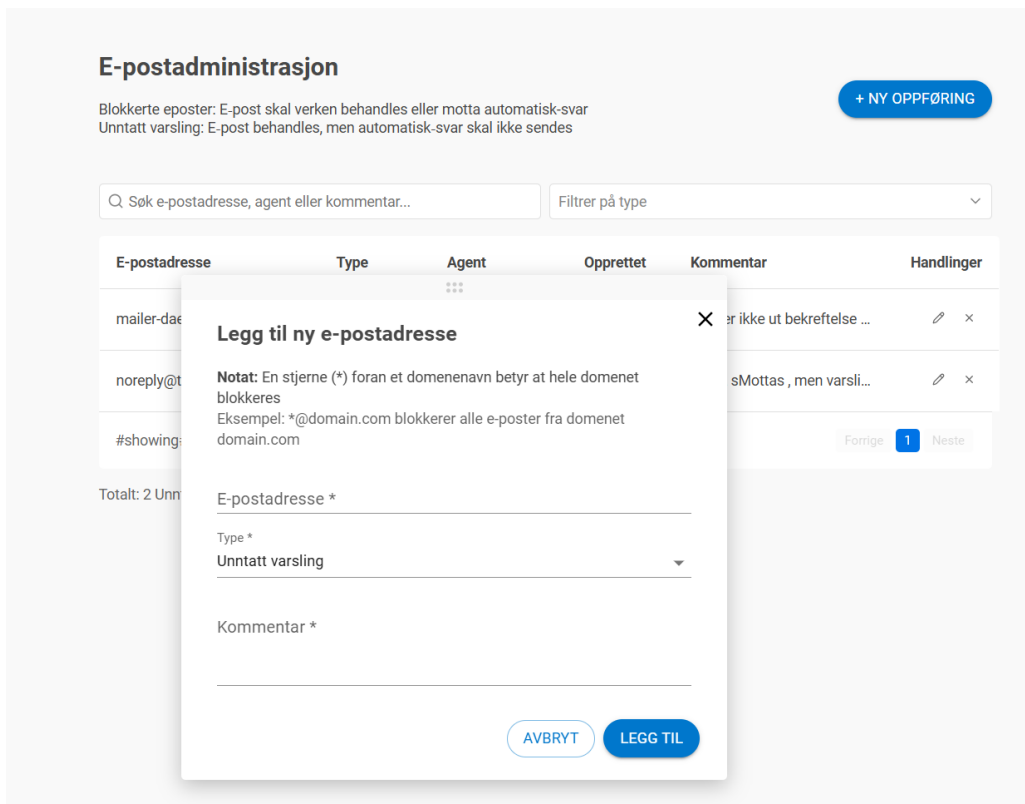 E-postadministrasjon
Blokkerte eposter: E-post skal verken behandles eller motta automatisk-svar
Unntatt varsling: E-post behandles, men automatisk-svar skal ikke sendes
+ NY OPPFØRING
Søk e-postadresse, agent eller kommentar...
Filtrer på type
E-postadresse Type Agent Opprettet Kommentar Handlinger
mailer-dae
er ikke ut bekreftelse ...
noreply@t
sMottas , men varsli...
#showing
Forrige 1 Neste
Totalt: 2 Unn
Legg til ny e-postadresse
Notat: En stjerne (*) foran et domenenavn betyr at hele domenet
blokkeres
Eksempel: *@domain.com blokkerer alle e-poster fra domenet
domain.com
E-postadresse *
Type *
Unntatt varsling
Kommentar *
AVBRYT
LEGG TIL